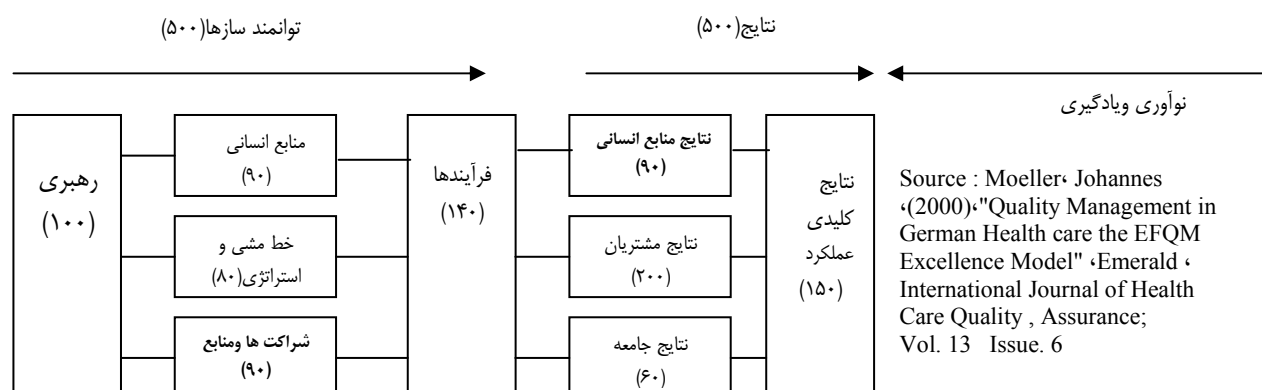 توانمند سازها(۵۰۰)
نتایج(۵۰۰)
نوآوری ویادگیری
رهبری
(۱۰۰)
منابع انسانی
(۹۰)
خط مشی و
استراتژی(۸۰)
شراکت ها ومنابع
(۹۰)
فرآیندها
(۱۴۰)
نتایج منابع انسانی
(۹۰)
نتایج مشتریان
(۲۰۰)
نتایج جامعه
(۶۰)
نتایج
کلیدی
عملکرد
(۱۵۰)
Source : Moeller، Johannes
،(2000)،"Quality Management in
German Health care the EFQM
Excellence Model" ،Emerald ،
International Journal of Health
Care Quality , Assurance;
Vol. 13 Issue. 6